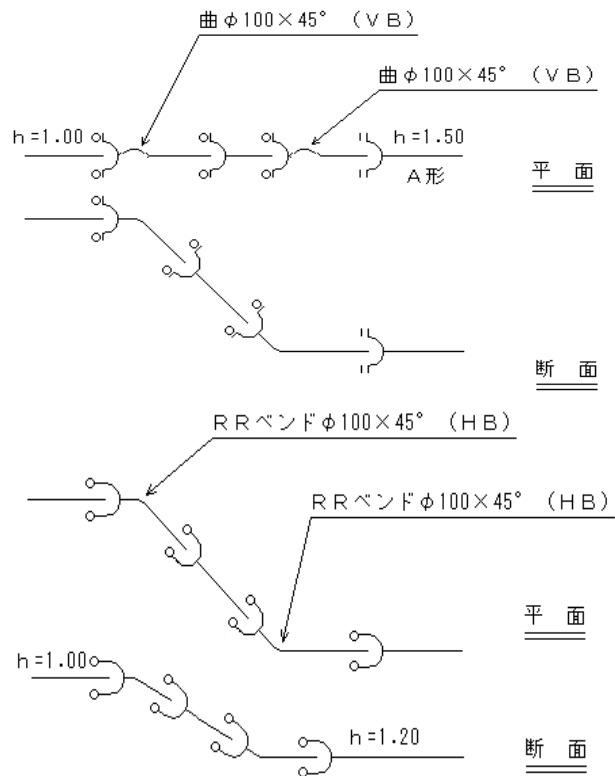 曲φ100×45° (VB)
曲φ100×45° (VB)
h=1.00
h=1.50
A形
平 面
断 面
RRベンドφ100×45° (HB)
RRベンドφ100×45° (HB)
平 面
h=1.00
h=1.20
断 面